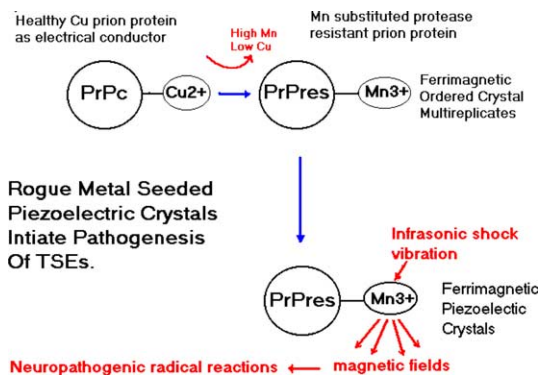 Healthy Cu prion protein
as electrical conductor
High Mn
Low Cu
Mn substituted protease
resistant prion protein
PrPc
Cu2+
PrPres
Mn3+
Ferrimagnetic
Ordered Crystal
Multireplicates
Rogue Metal Seeded
Piezoelectric Crystals
Intiate Pathogenesis
Of TSEs.
Infrasonic shock
vibration
PrPres
Mn3+
Ferrimagnetic
Piezoelectic
Crystals
Neuropathogenic radical reactions
magnetic fields